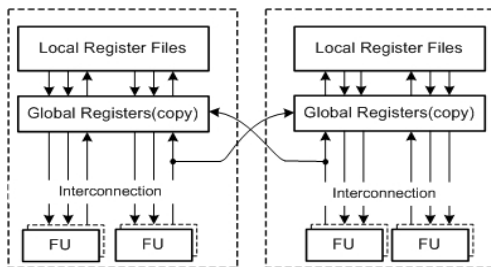 Local Register Files
Global Registers(copy)
Interconnection
FU
FU
Local Register Files
Global Registers(copy)
Interconnection
FU
FU